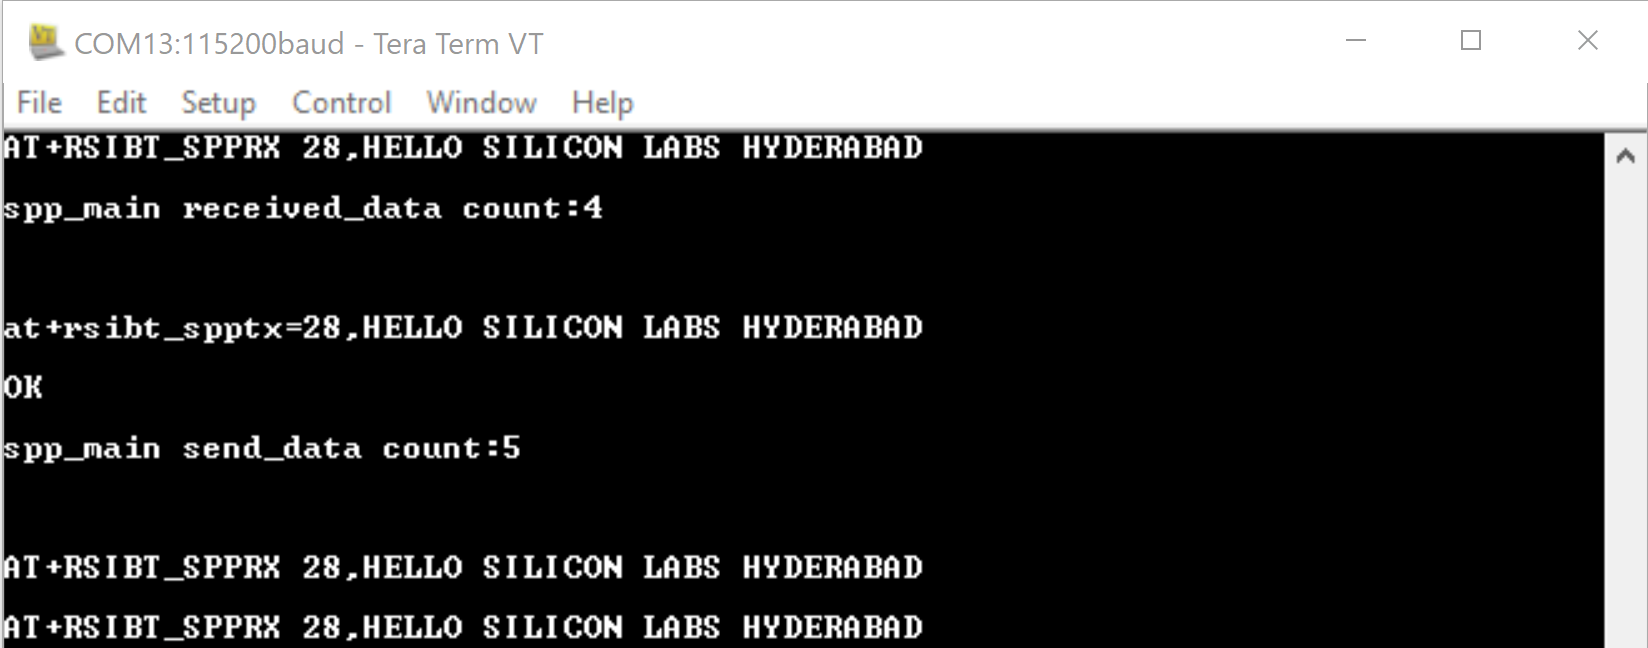 COM13:115200baud - Tera Term VT
File Edit Setup Control Window Help
AT+RSIBT_SPPRX 28,HELLO SILICON LABS HYDERABAD
spp_main received_data count:4
at+rsibt_spptx=28,HELLO SILICON LABS HYDERABAD
OK
spp_main send_data count:5
AT+RSIBT_SPPRX 28,HELLO SILICON LABS HYDERABAD
AT+RSIBT_SPPRX 28,HELLO SILICON LABS HYDERABAD